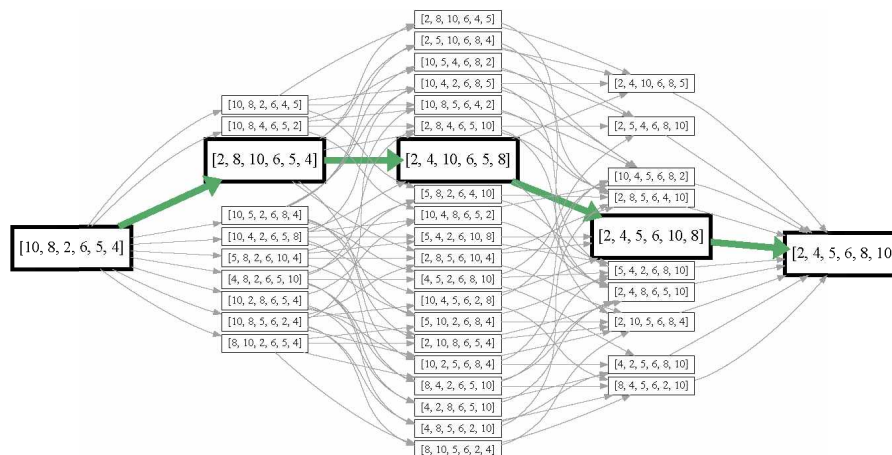 [10, 8, 2, 6, 5, 4]
[10, 8, 2, 6, 4, 5]
[10, 8, 4, 6, 5, 2]
[2, 8, 10, 6, 5, 4]
[10, 5, 2, 6, 8, 4]
[10, 4, 2, 6, 5, 8]
[5, 8, 2, 6, 10, 4]
[4, 8, 2, 6, 5, 10]
[10, 2, 8, 6, 5, 4]
[10, 8, 5, 6, 2, 4]
[8, 10, 2, 6, 5, 4]
[2, 8, 10, 6, 4, 5]
[2, 5, 10, 6, 8, 4]
[10, 5, 4, 6, 8, 2]
[10, 4, 2, 6, 8, 5]
[10, 8, 5, 6, 4, 2]
[2, 8, 4, 6, 5, 10]
[2, 4, 10, 6, 5, 8]
[5, 8, 2, 6, 4, 10]
[10, 4, 8, 6, 5, 2]
[5, 4, 2, 6, 10, 8]
[2, 8, 5, 6, 10, 4]
[4, 5, 2, 6, 8, 10]
[10, 4, 5, 6, 2, 8]
[5, 10, 2, 6, 8, 4]
[2, 10, 8, 6, 5, 4]
[10, 2, 5, 6, 8, 4]
[8, 4, 2, 6, 5, 10]
[4, 2, 8, 6, 5, 10]
[4, 8, 5, 6, 2, 10]
[8, 10, 5, 6, 2, 4]
[2, 4, 10, 6, 8, 5]
[2, 5, 4, 6, 8, 10]
[10, 4, 5, 6, 8, 2]
[2, 8, 5, 6, 4, 10]
[2, 4, 5, 6, 10, 8]
[5, 4, 2, 6, 8, 10]
[2, 4, 8, 6, 5, 10]
[2, 10, 5, 6, 8, 4]
[4, 2, 5, 6, 8, 10]
[8, 4, 5, 6, 2, 10]
[2, 4, 5, 6, 8, 10